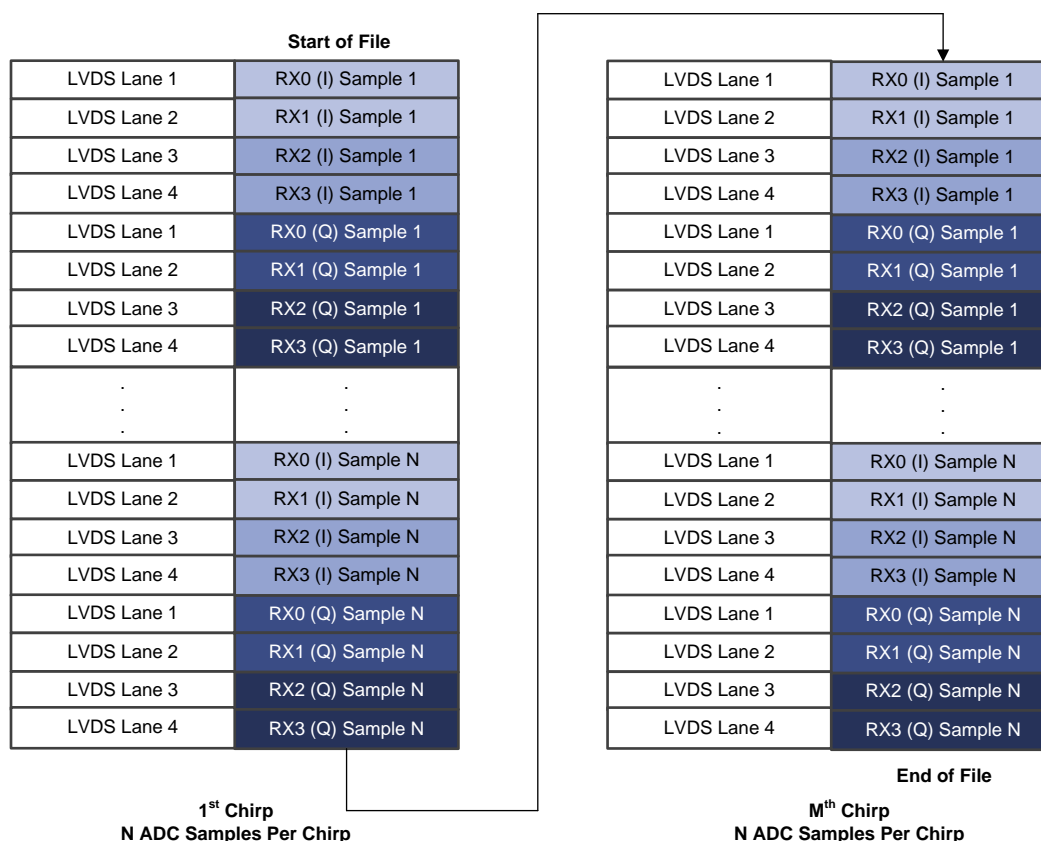 Start of File
LVDS Lane 1 RX0 (I) Sample 1
LVDS Lane 2 RX1 (I) Sample 1
LVDS Lane 3 RX2 (I) Sample 1
LVDS Lane 4 RX3 (I) Sample 1
LVDS Lane 1 RX0 (Q) Sample 1
LVDS Lane 2 RX1 (Q) Sample 1
LVDS Lane 3 RX2 (Q) Sample 1
LVDS Lane 4 RX3 (Q) Sample 1
. .
. .
. .
LVDS Lane 1 RX0 (I) Sample N
LVDS Lane 2 RX1 (I) Sample N
LVDS Lane 3 RX2 (I) Sample N
LVDS Lane 4 RX3 (I) Sample N
LVDS Lane 1 RX0 (Q) Sample N
LVDS Lane 2 RX1 (Q) Sample N
LVDS Lane 3 RX2 (Q) Sample N
LVDS Lane 4 RX3 (Q) Sample N
1st Chirp
N ADC Samples Per Chirp
LVDS Lane 1 RX0 (I) Sample 1
LVDS Lane 2 RX1 (I) Sample 1
LVDS Lane 3 RX2 (I) Sample 1
LVDS Lane 4 RX3 (I) Sample 1
LVDS Lane 1 RX0 (Q) Sample 1
LVDS Lane 2 RX1 (Q) Sample 1
LVDS Lane 3 RX2 (Q) Sample 1
LVDS Lane 4 RX3 (Q) Sample 1
. .
. .
. .
LVDS Lane 1 RX0 (I) Sample N
LVDS Lane 2 RX1 (I) Sample N
LVDS Lane 3 RX2 (I) Sample N
LVDS Lane 4 RX3 (I) Sample N
LVDS Lane 1 RX0 (Q) Sample N
LVDS Lane 2 RX1 (Q) Sample N
LVDS Lane 3 RX2 (Q) Sample N
LVDS Lane 4 RX3 (Q) Sample N
End of File
Mth Chirp
N ADC Samples Per Chirp